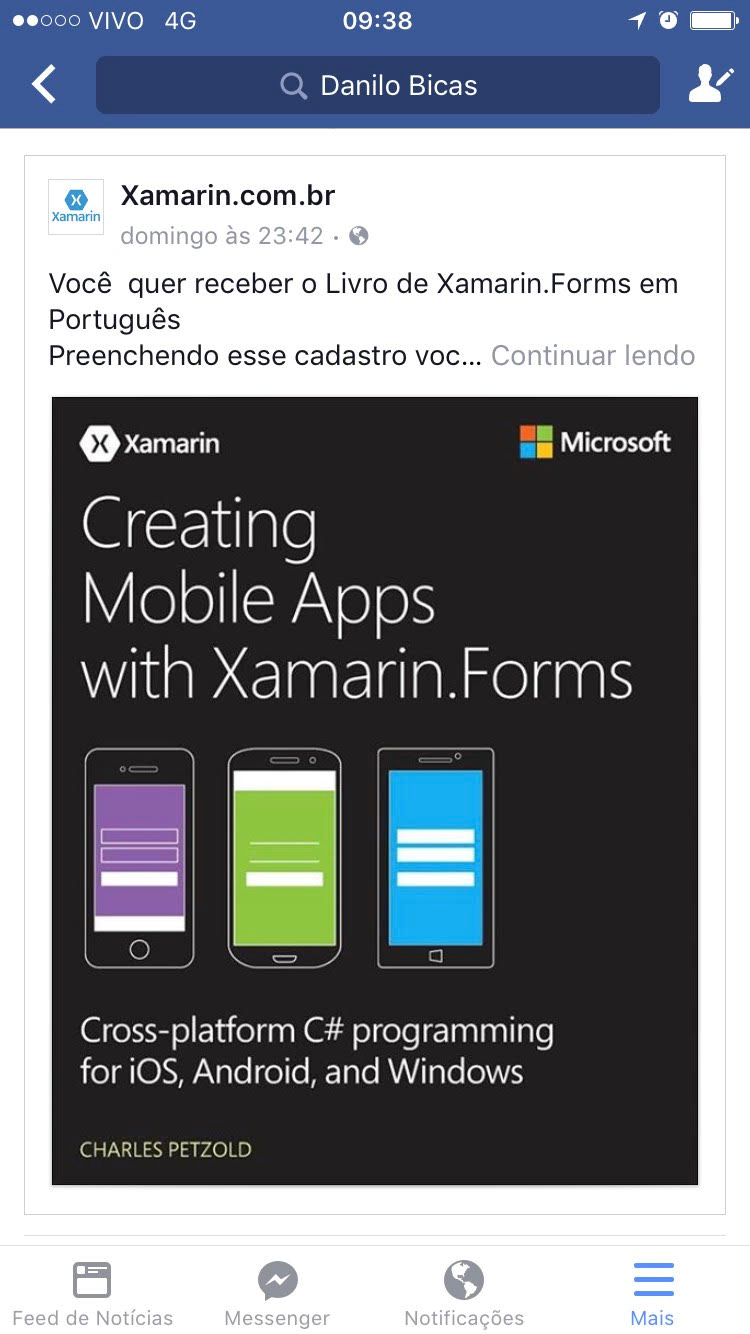 VIVO 4G 09:38
Danilo Bicas
Xamarin
Xamarin.com.br
domingo às 23:42 ·
Você quer receber o Livro de Xamarin.Forms em
Português
Preenchendo esse cadastro voc... Continuar lendo
Xamarin Microsoft
Creating
Mobile Apps
with Xamarin.Forms
Cross-platform C# programming
for iOS, Android, and Windows
CHARLES PETZOLD
Feed de Notícias Messenger Notificações Mais